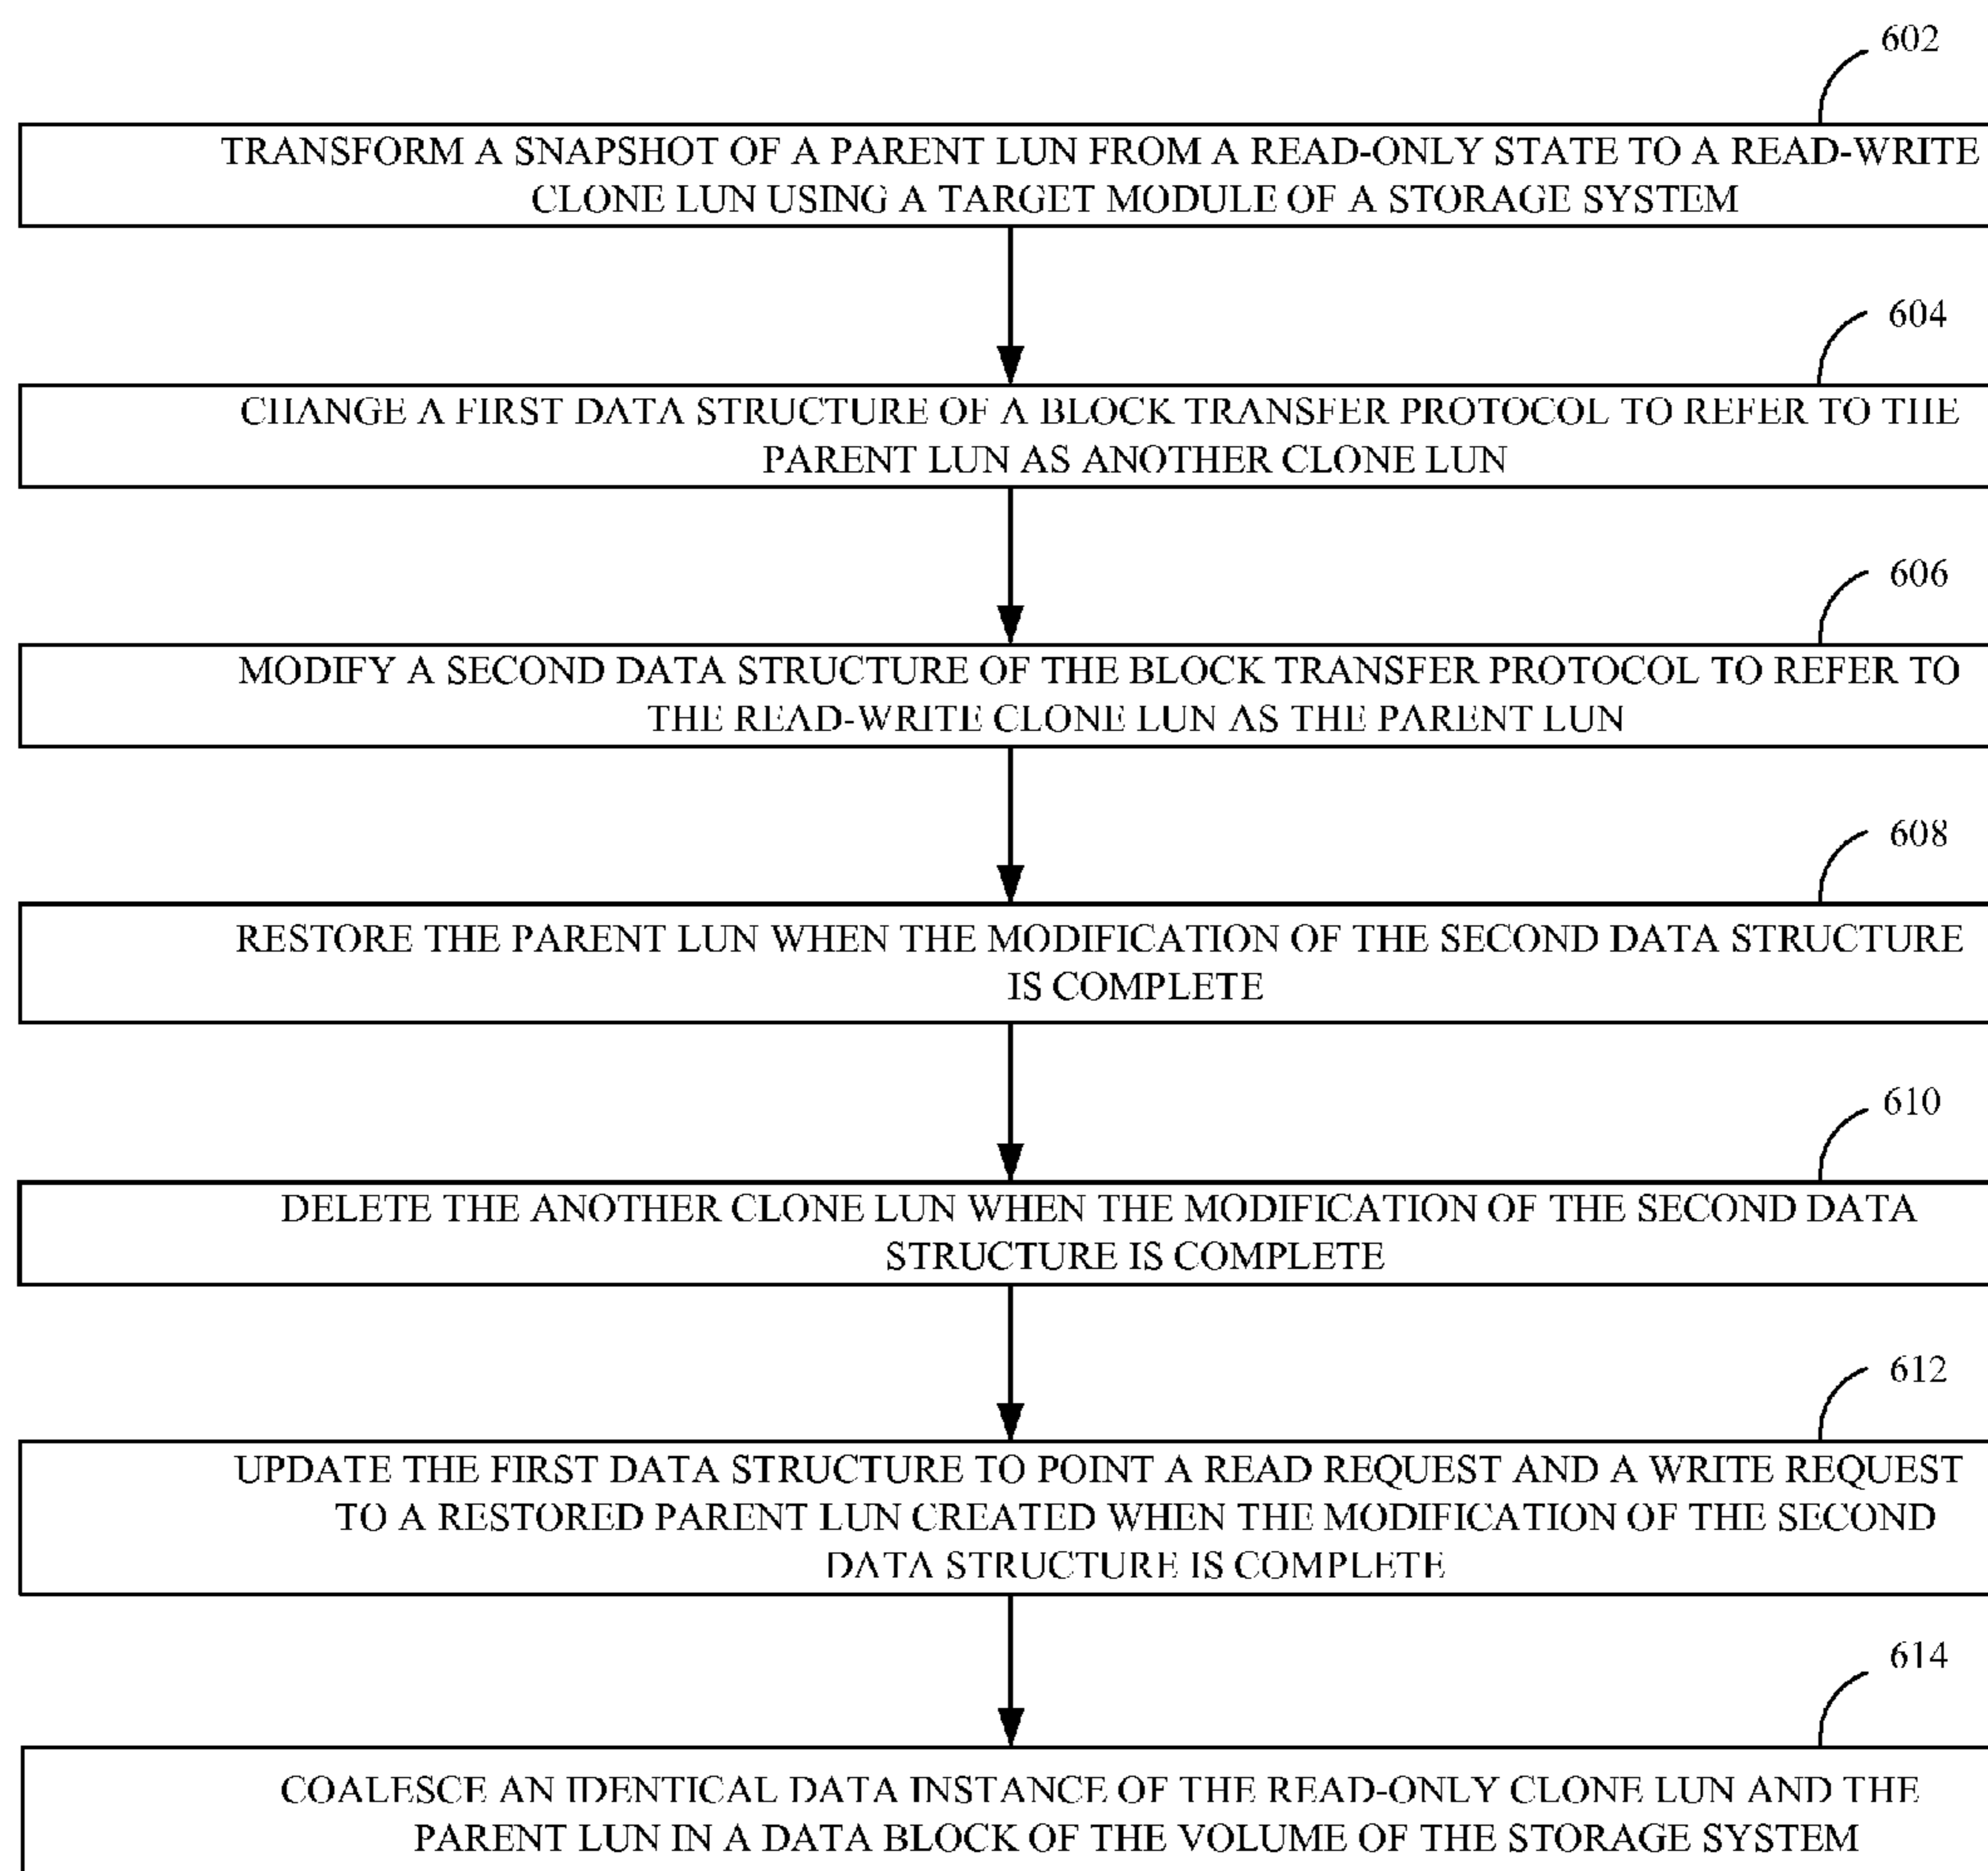 602
TRANSFORM A SNAPSHOT OF A PARENT LUN FROM A READ-ONLY STATE TO A READ-WRITE
CLONE LUN USING A TARGET MODULE OF A STORAGE SYSTEM
604
CHANGE A FIRST DATA STRUCTURE OF A BLOCK TRANSFER PROTOCOL TO REFER TO THE
PARENT LUN AS ANOTHER CLONE LUN
606
MODIFY A SECOND DATA STRUCTURE OF THE BLOCK TRANSFER PROTOCOL TO REFER TO
THE READ-WRITE CLONE LUN AS THE PARENT LUN
608
RESTORE THE PARENT LUN WHEN THE MODIFICATION OF THE SECOND DATA STRUCTURE
IS COMPLETE
610
DELETE THE ANOTHER CLONE LUN WHEN THE MODIFICATION OF THE SECOND DATA
STRUCTURE IS COMPLETE
612
UPDATE THE FIRST DATA STRUCTURE TO POINT A READ REQUEST AND A WRITE REQUEST
TO A RESTORED PARENT LUN CREATED WHEN THE MODIFICATION OF THE SECOND
DATA STRUCTURE IS COMPLETE
614
COALESCE AN IDENTICAL DATA INSTANCE OF THE READ-ONLY CLONE LUN AND THE
PARENT LUN IN A DATA BLOCK OF THE VOLUME OF THE STORAGE SYSTEM